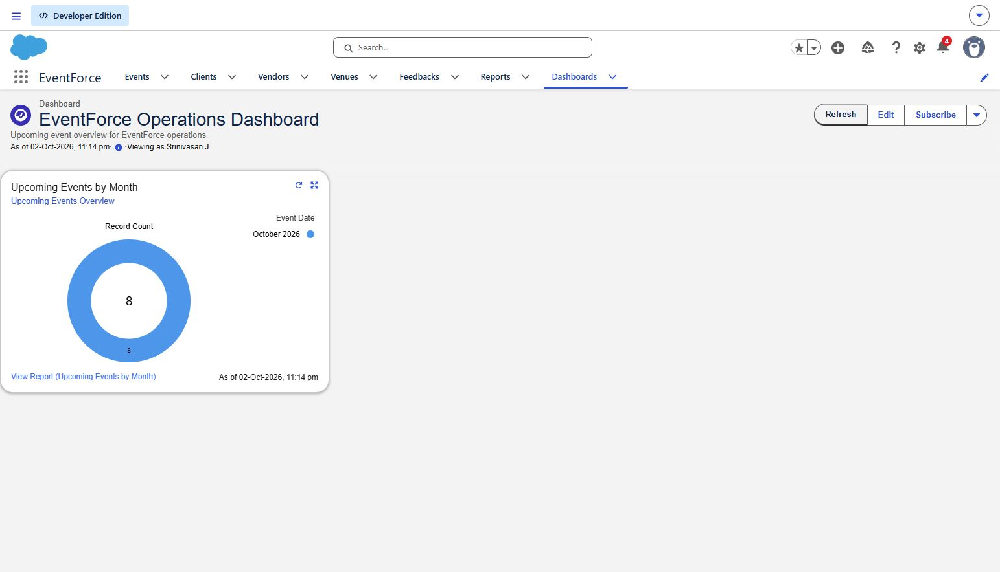 Developer Edition
Search...
4
EventForce
Events
Clients
Vendors
Venues
Feedbacks
Reports
Dashboards
Dashboard
EventForce Operations Dashboard
Upcoming event overview for EventForce operations.
As of 02-Oct-2026, 11:14 pm· ·Viewing as Srinivasan J
Refresh
Edit
Subscribe
Upcoming Events by Month
Upcoming Events Overview
Event Date
Record Count
October 2026
8
8
View Report (Upcoming Events by Month)
As of 02-Oct-2026, 11:14 pm